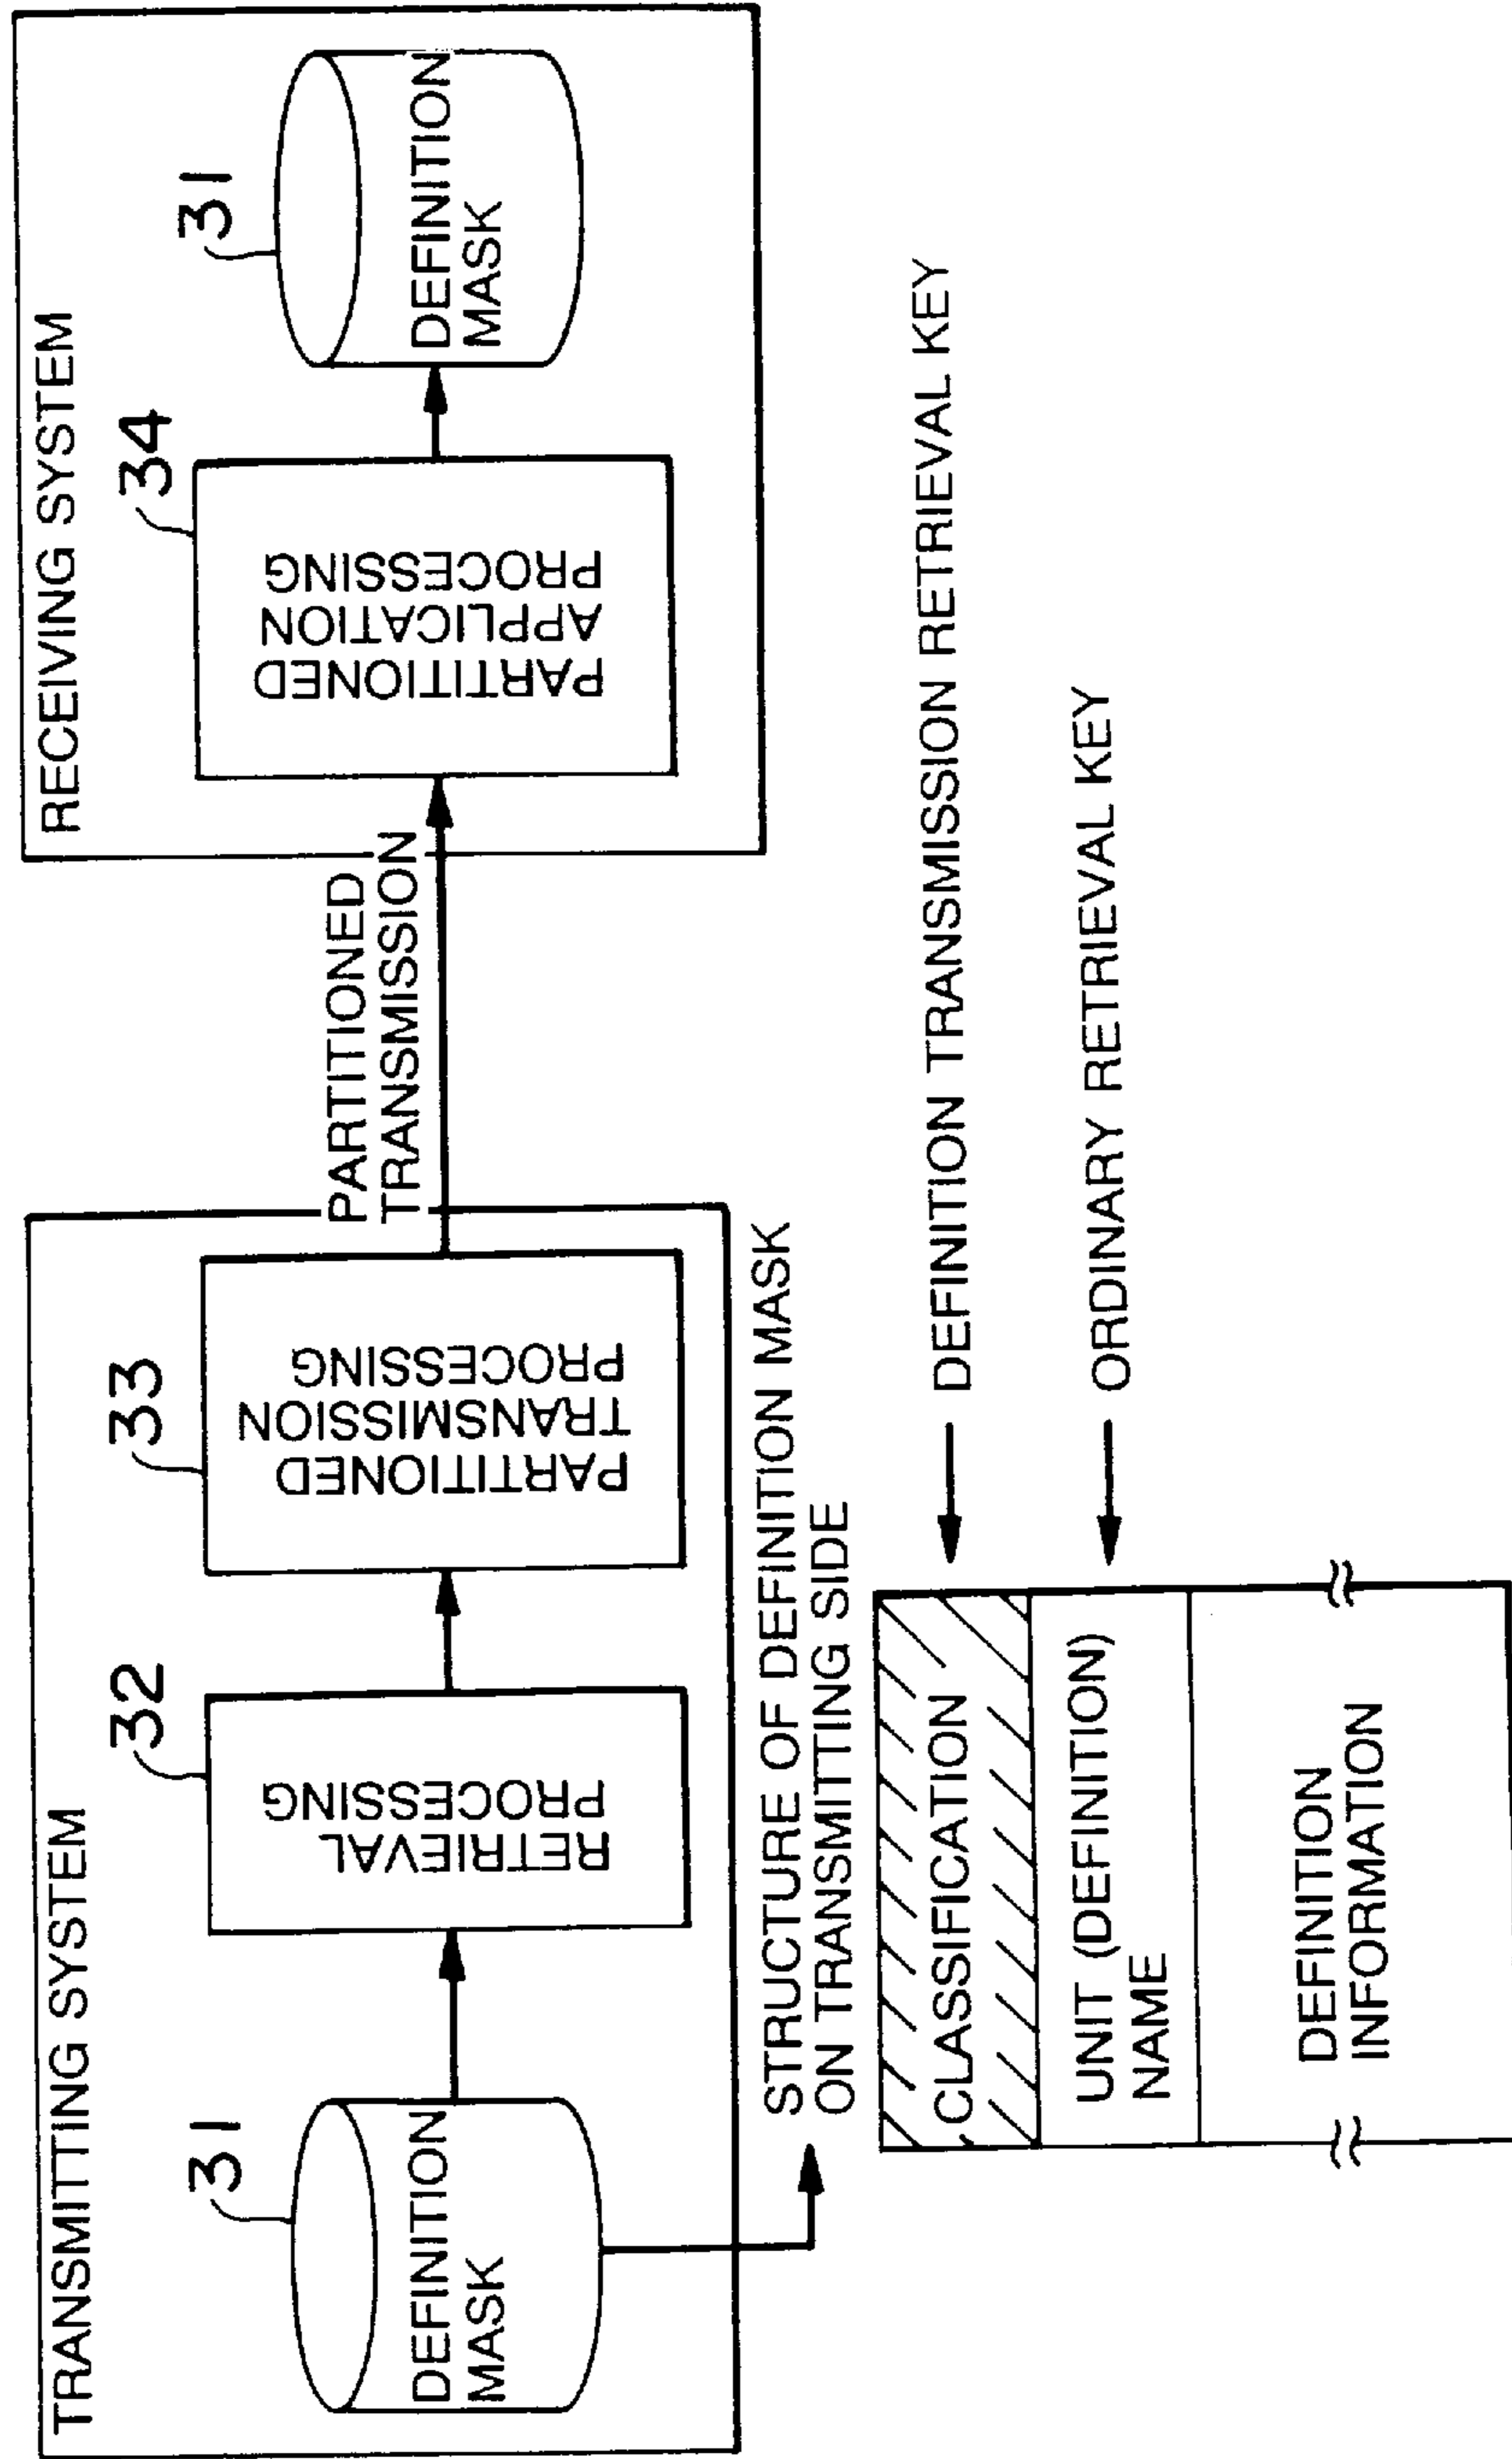 TRANSMITTING SYSTEM
31
DEFINITION
MASK
32
RETRIEVAL
PROCESSING
33
PARTITIONED
TRANSMISSION
PROCESSING
PARTITIONED
TRANSMISSION
RECEIVING SYSTEM
34
PARTITIONED
APPLICATION
PROCESSING
31
DEFINITION
MASK
STRUCTURE OF DEFINITION MASK
ON TRANSMITTING SIDE
CLASSIFICATION
DEFINITION TRANSMISSION RETRIEVAL KEY
UNIT (DEFINITION)
NAME
ORDINARY RETRIEVAL KEY
DEFINITION
INFORMATION